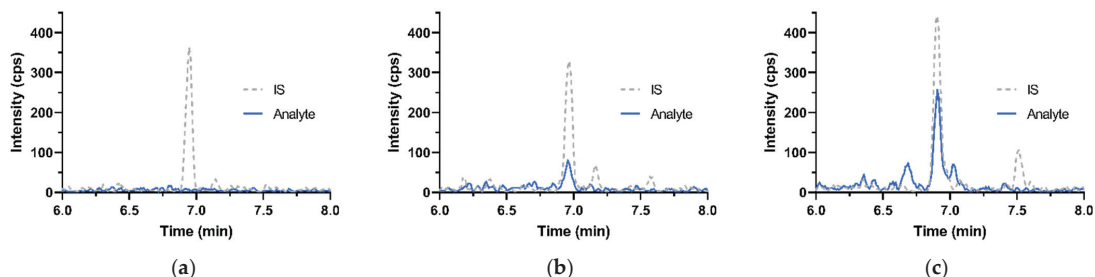 400
300
200
100
0
Intensity (cps)
IS
Analyte
6.0 6.5 7.0 7.5 8.0
Time (min)
(a)
400
300
200
100
0
Intensity (cps)
IS
Analyte
6.0 6.5 7.0 7.5 8.0
Time (min)
(b)
400
300
200
100
0
Intensity (cps)
IS
Analyte
6.0 6.5 7.0 7.5 8.0
Time (min)
(c)